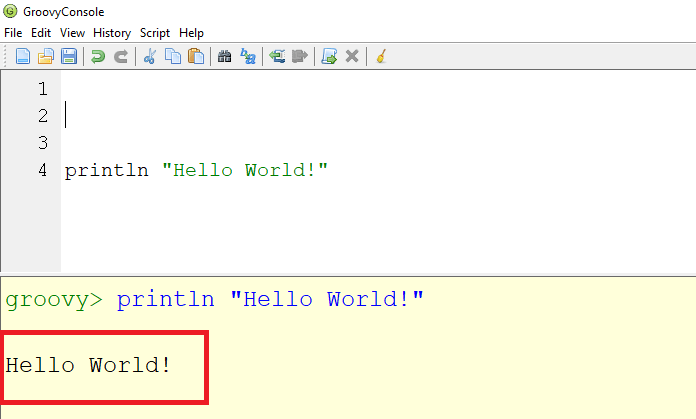 GroovyConsole
File Edit View History Script Help
1
2
3
4 println "Hello World!"
groovy> println "Hello World!"
Hello World!